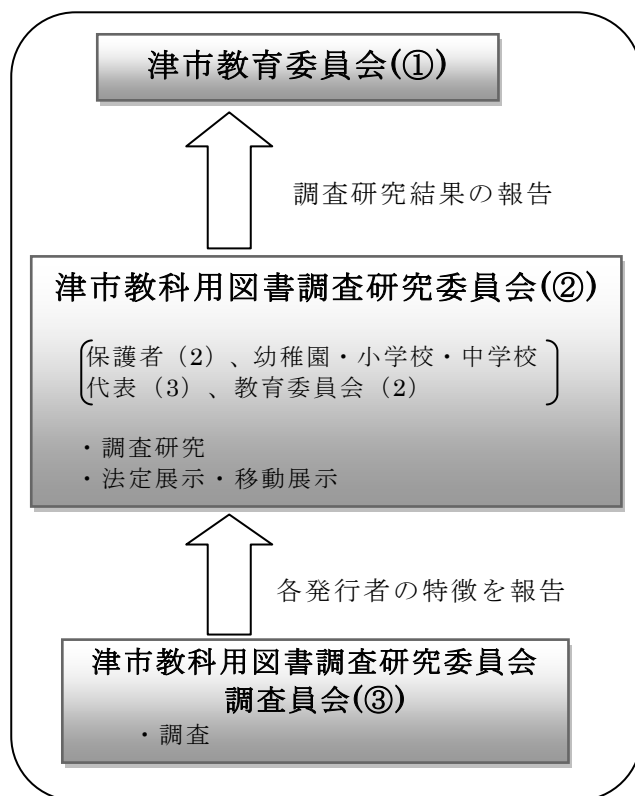 津市教育委員会(①)
調査研究結果の報告
津市教科用図書調査研究委員会(②)
保護者（2）、幼稚園・小学校・中学校
代表（3）、教育委員会（2）
・調査研究
・法定展示・移動展示
各発行者の特徴を報告
津市教科用図書調査研究委員会
調査員会(③)
・調査